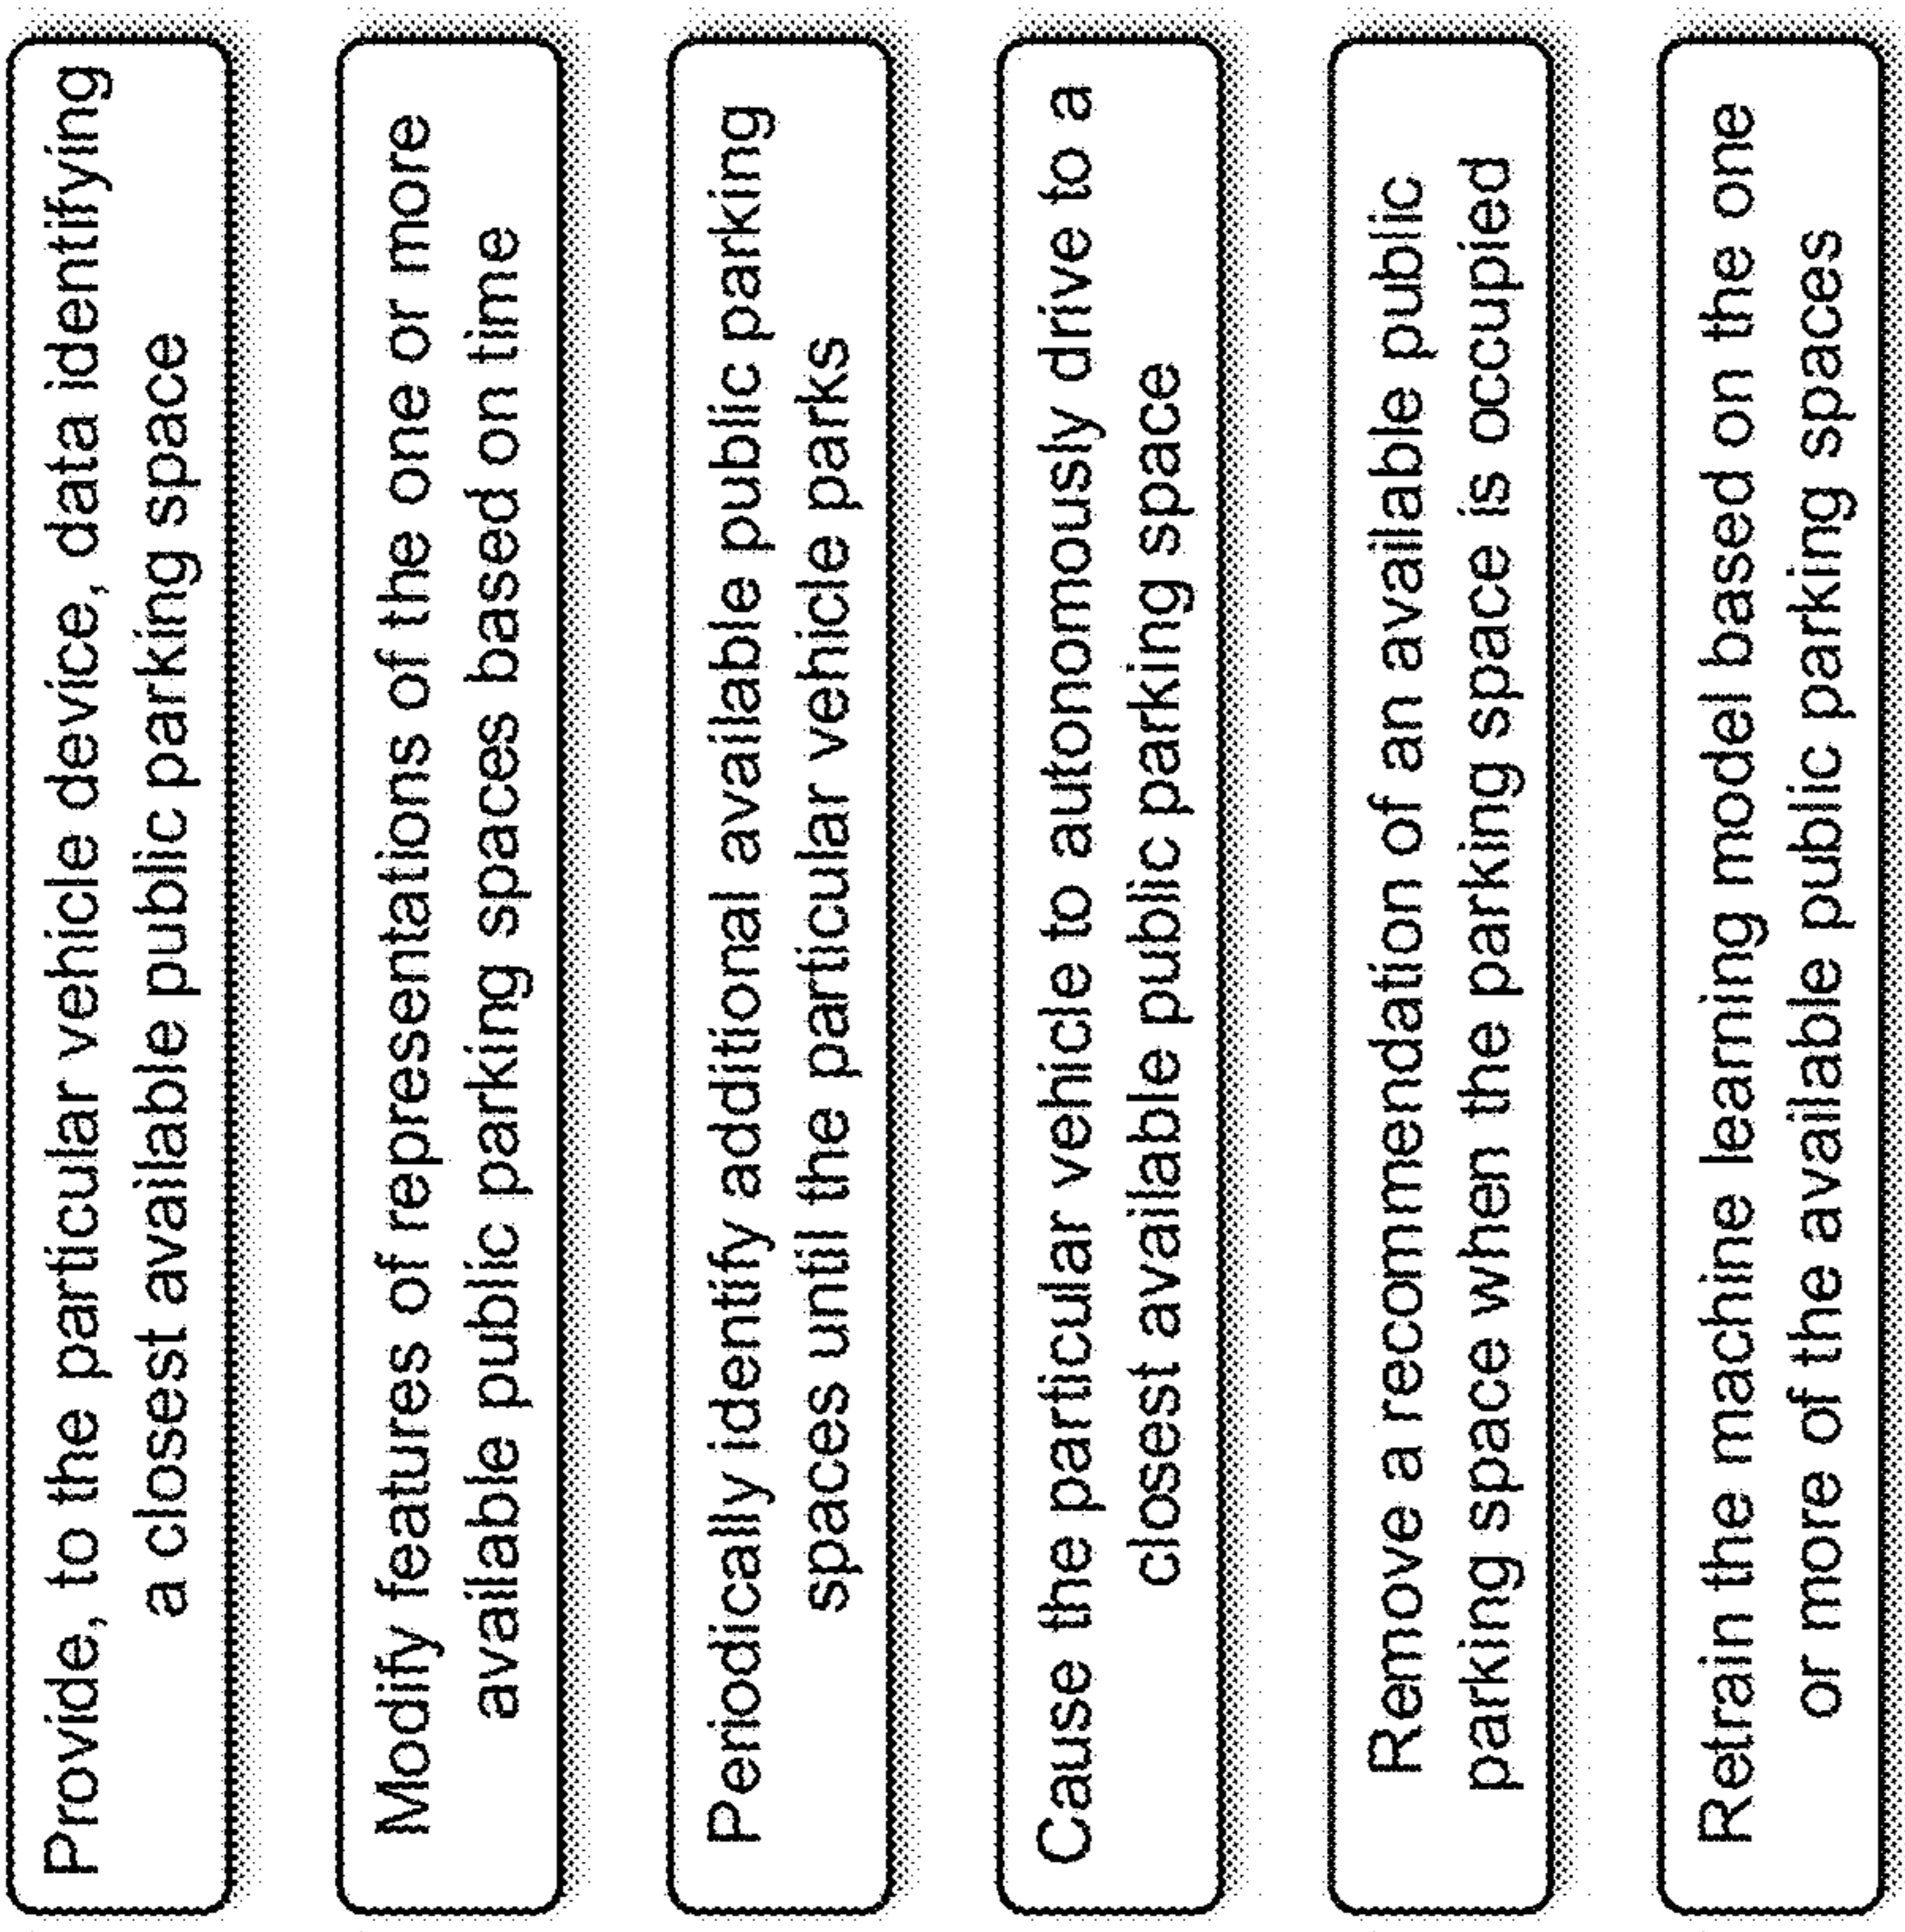 Provide, to the particular vehicle device, data identifying
a closest available public parking space
Modify features of representations of the one or more
available public parking spaces based on time
Periodically identify additional available public parking
spaces until the particular vehicle parks
Cause the particular vehicle to autonomously drive to a
closest available public parking space
Remove a recommendation of an available public
parking space when the parking space is occupied
Retrain the machine learning model based on the one
or more of the available public parking spaces